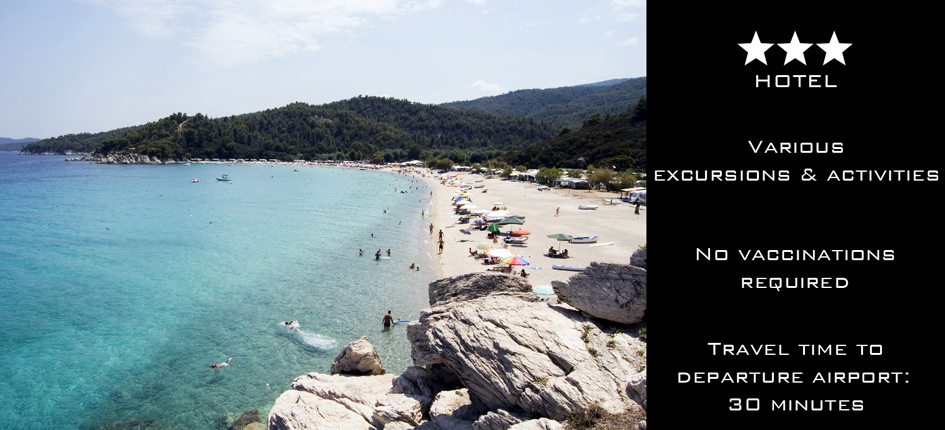 HOTEL
Various
excursions & activities
No vaccinations
required
Travel time to
departure airport:
30 minutes